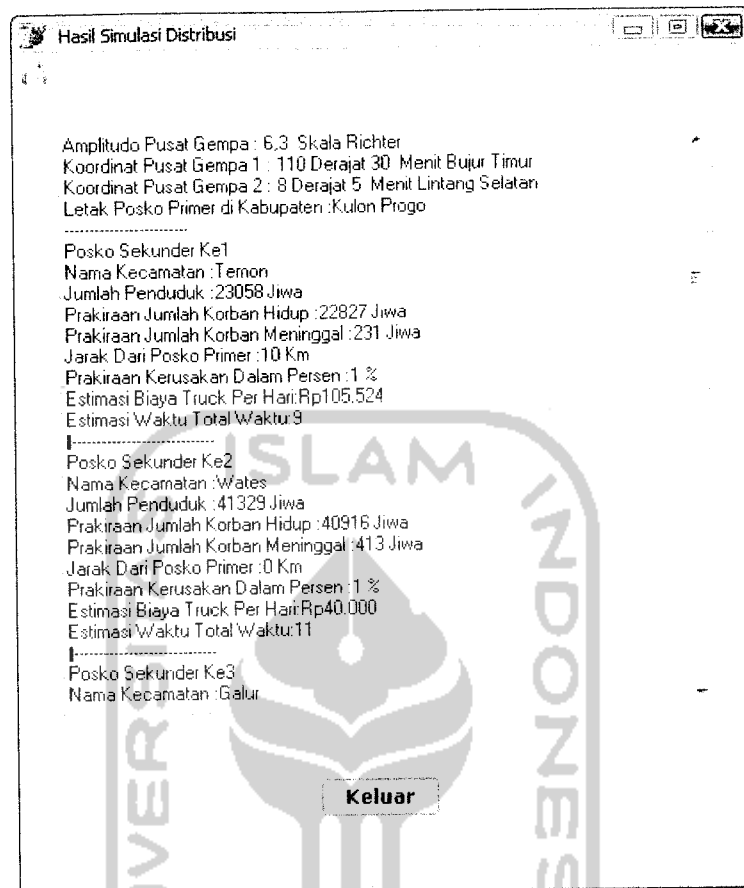 Hasil Simulasi Distribusi
Amplitudo Pusat Gempa : 6,3 Skala Richter
Koordinat Pusat Gempa 1 : 110 Derajat 30 Menit Bujur Timur
Koordinat Pusat Gempa 2 : 8 Derajat 5 Menit Lintang Selatan
Letak Posko Primer di Kabupaten :Kulon Progo
------------------------
Posko Sekunder Ke1
Nama Kecamatan :Temon
Jumlah Penduduk :23058 Jiwa
Prakiraan Jumlah Korban Hidup :22827 Jiwa
Prakiraan Jumlah Korban Meninggal :231 Jiwa
Jarak Dari Posko Primer :10 Km
Prakiraan Kerusakan Dalam Persen :1 %
Estimasi Biaya Truck Per Hari:Rp105.524
Estimasi Waktu Total Waktu:9
----------------------------
Posko Sekunder Ke2
Nama Kecamatan :Wates
Jumlah Penduduk :41329 Jiwa
Prakiraan Jumlah Korban Hidup :40916 Jiwa
Prakiraan Jumlah Korban Meninggal :413 Jiwa
Jarak Dari Posko Primer :0 Km
Prakiraan Kerusakan Dalam Persen :1 %
Estimasi Biaya Truck Per Hari:Rp40.000
Estimasi Waktu Total Waktu:11
----------------------------
Posko Sekunder Ke3
Nama Kecamatan :Galur
Keluar
ISLAM
INDONES
VERSITAS